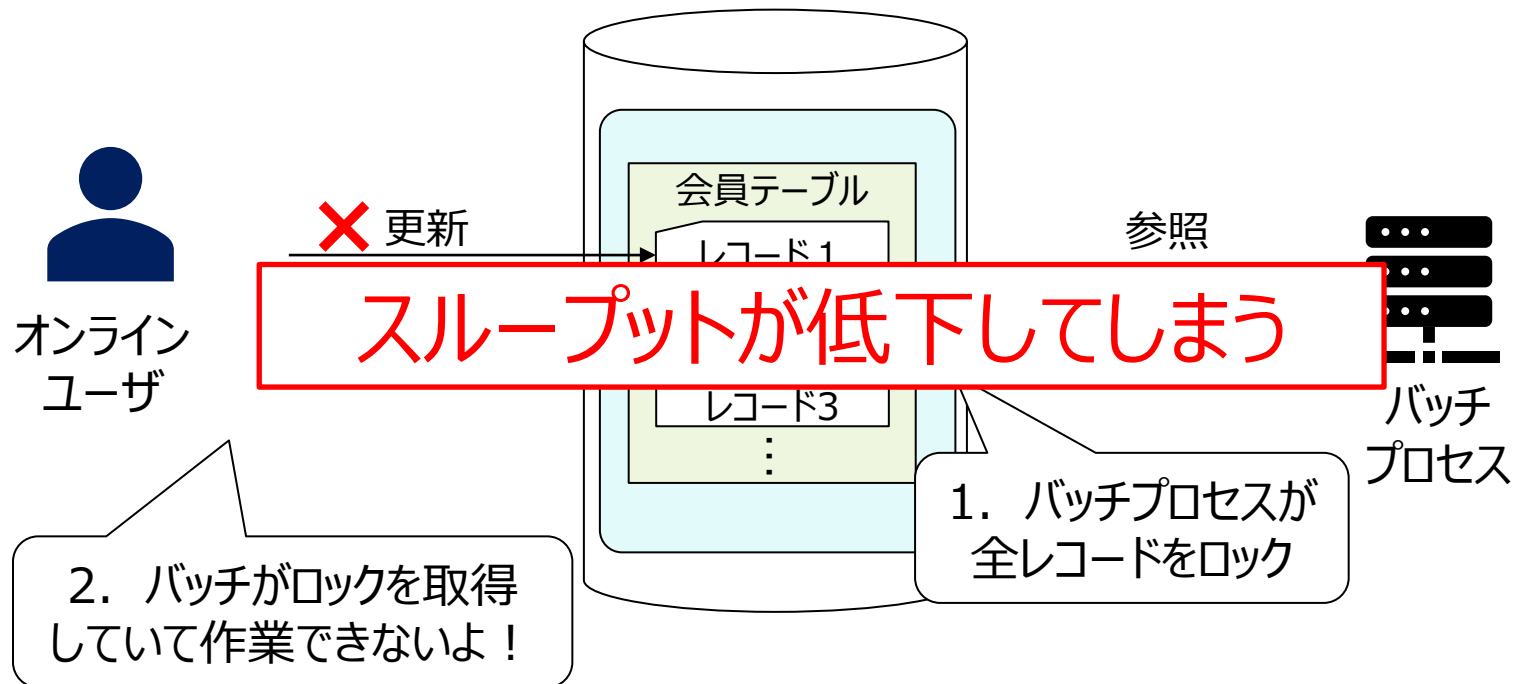 会員テーブル
更新
参照
レコード1
スループットが低下してしまう
オンライン
ユーザ
レコード3
⋮
バッチ
プロセス
1. バッチプロセスが
全レコードをロック
2. バッチがロックを取得
していて作業できないよ！